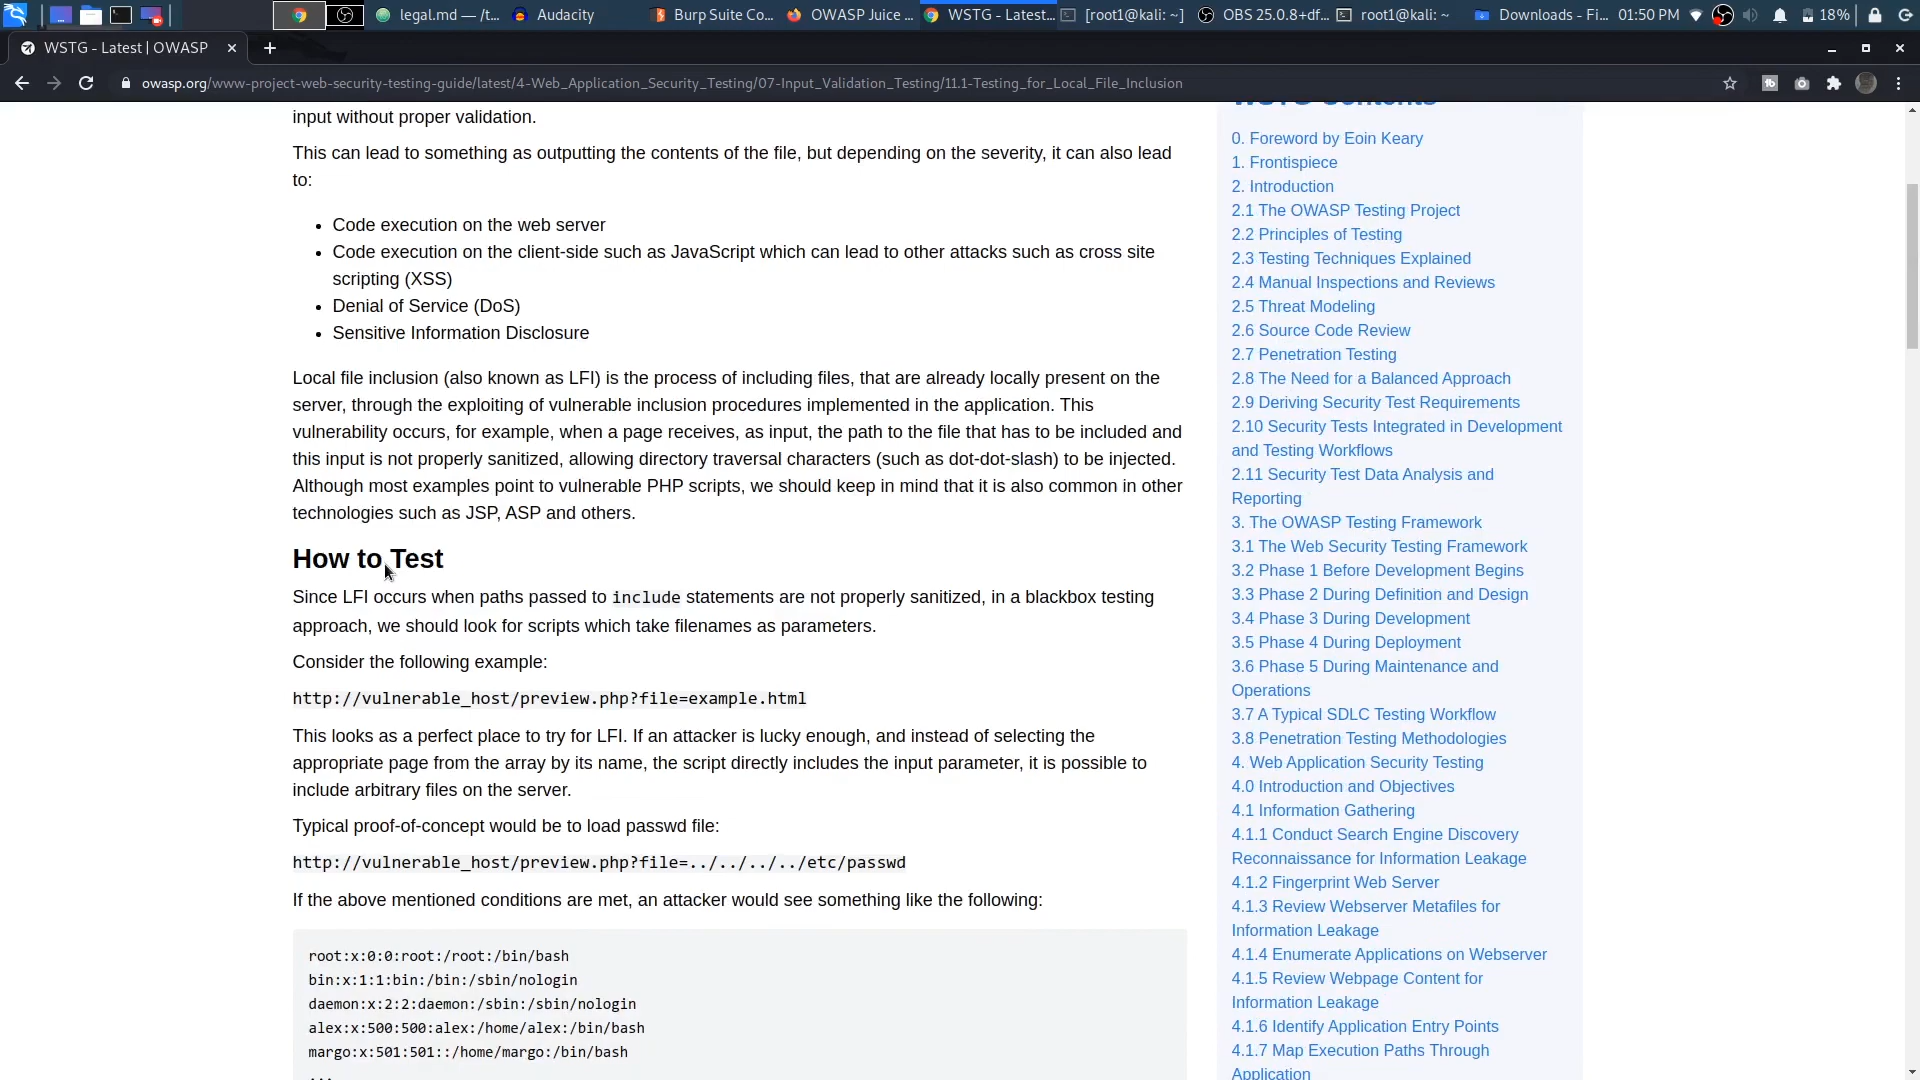 legal.md — /t...
Audacity
Burp Suite Co...
OWASP Juice ...
WSTG - Latest...
[root1@kali: ~]
OBS 25.0.8+df...
root1@kali: ~
Downloads - Fi...
01:50 PM
18%
WSTG - Latest | OWASP
owasp.org/www-project-web-security-testing-guide/latest/4-Web_Application_Security_Testing/07-Input_Validation_Testing/11.1-Testing_for_Local_File_Inclusion
input without proper validation.
This can lead to something as outputting the contents of the file, but depending on the severity, it can also lead
to:
• Code execution on the web server
• Code execution on the client-side such as JavaScript which can lead to other attacks such as cross site
scripting (XSS)
• Denial of Service (DoS)
• Sensitive Information Disclosure
Local file inclusion (also known as LFI) is the process of including files, that are already locally present on the
server, through the exploiting of vulnerable inclusion procedures implemented in the application. This
vulnerability occurs, for example, when a page receives, as input, the path to the file that has to be included and
this input is not properly sanitized, allowing directory traversal characters (such as dot-dot-slash) to be injected.
Although most examples point to vulnerable PHP scripts, we should keep in mind that it is also common in other
technologies such as JSP, ASP and others.
How to Test
Since LFI occurs when paths passed to include statements are not properly sanitized, in a blackbox testing
approach, we should look for scripts which take filenames as parameters.
Consider the following example:
http://vulnerable_host/preview.php?file=example.html
This looks as a perfect place to try for LFI. If an attacker is lucky enough, and instead of selecting the
appropriate page from the array by its name, the script directly includes the input parameter, it is possible to
include arbitrary files on the server.
Typical proof-of-concept would be to load passwd file:
http://vulnerable_host/preview.php?file=../../../../etc/passwd
If the above mentioned conditions are met, an attacker would see something like the following:
root:x:0:0:root:/root:/bin/bash
bin:x:1:1:bin:/bin:/sbin/nologin
daemon:x:2:2:daemon:/sbin:/sbin/nologin
alex:x:500:500:alex:/home/alex:/bin/bash
margo:x:501:501::/home/margo:/bin/bash
...
WSTG Contents
0. Foreword by Eoin Keary
1. Frontispiece
2. Introduction
2.1 The OWASP Testing Project
2.2 Principles of Testing
2.3 Testing Techniques Explained
2.4 Manual Inspections and Reviews
2.5 Threat Modeling
2.6 Source Code Review
2.7 Penetration Testing
2.8 The Need for a Balanced Approach
2.9 Deriving Security Test Requirements
2.10 Security Tests Integrated in Development
and Testing Workflows
2.11 Security Test Data Analysis and
Reporting
3. The OWASP Testing Framework
3.1 The Web Security Testing Framework
3.2 Phase 1 Before Development Begins
3.3 Phase 2 During Definition and Design
3.4 Phase 3 During Development
3.5 Phase 4 During Deployment
3.6 Phase 5 During Maintenance and
Operations
3.7 A Typical SDLC Testing Workflow
3.8 Penetration Testing Methodologies
4. Web Application Security Testing
4.0 Introduction and Objectives
4.1 Information Gathering
4.1.1 Conduct Search Engine Discovery
Reconnaissance for Information Leakage
4.1.2 Fingerprint Web Server
4.1.3 Review Webserver Metafiles for
Information Leakage
4.1.4 Enumerate Applications on Webserver
4.1.5 Review Webpage Content for
Information Leakage
4.1.6 Identify Application Entry Points
4.1.7 Map Execution Paths Through
Application